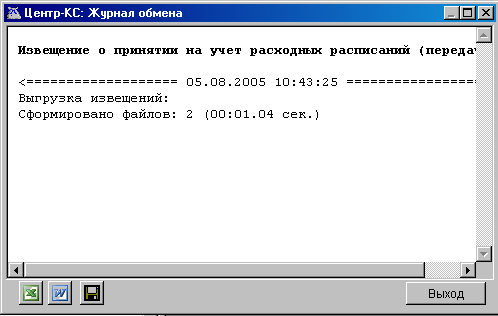 Центр-КС: Журнал обмена
Извещение о принятии на учет расходных расписаний
<=================== 05.08.2005 10:43:25 =================
Выгрузка извещений:
Сформировано файлов: 2 (00:01.04 сек.)
Выход